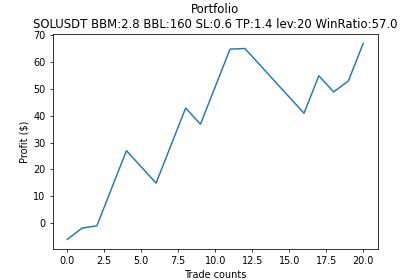 Portfolio
SOLUSDT BBM:2.8 BBL:160 SL:0.6 TP:1.4 lev:20 WinRatio:57.0
70
60
50
40
30
20
10
0
Profit ($)
0.0 2.5 5.0 7.5 10.0 12.5 15.0 17.5 20.0
Trade counts